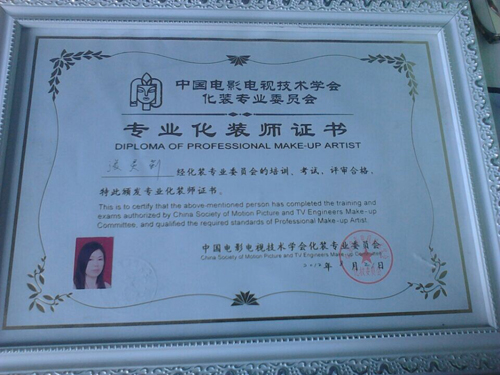 中国电影电视技术学会
化装专业委员会
专业化装师证书
DIPLOMA OF PROFESSIONAL MAKE-UP ARTIST
经化装专业委员会的培训、考试、评审合格，
特此颁发专业化装师证书。
This is to certify that the above-mentioned person has completed the training and
exams authorized by China Society of Motion Picture and TV Engineers Make-up
Committee, and qualified the required standards of Professional Make-up Artist.
中国电影电视技术学会化装专业委员会
China Society of Motion Picture and TV Engineers Make-up Committee
年 月 日